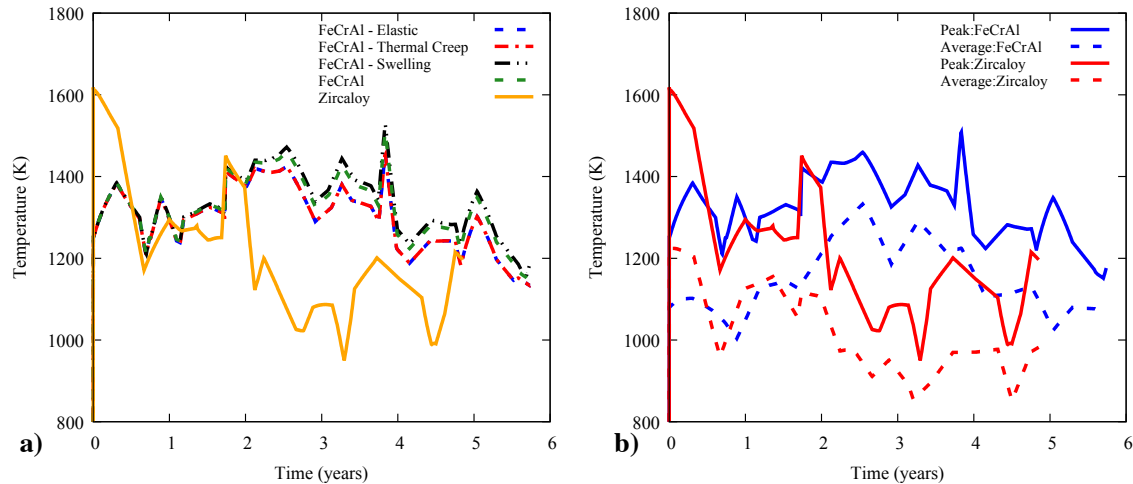 1800
1600
1400
1200
1000
800
0 1 2 3 4 5 6
Temperature (K)
Time (years)
FeCrAl - Elastic
FeCrAl - Thermal Creep
FeCrAl - Swelling
FeCrAl
Zircaloy
a)
1800
1600
1400
1200
1000
800
0 1 2 3 4 5 6
Temperature (K)
Time (years)
Peak:FeCrAl
Average:FeCrAl
Peak:Zircaloy
Average:Zircaloy
b)